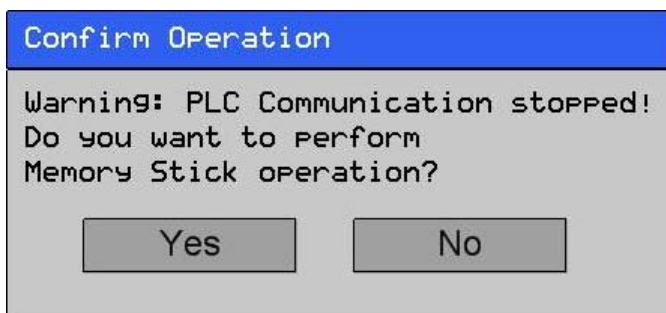 Confirm Operation
Warning: PLC Communication stopped!
Do you want to perform
Memory Stick operation?
Yes No